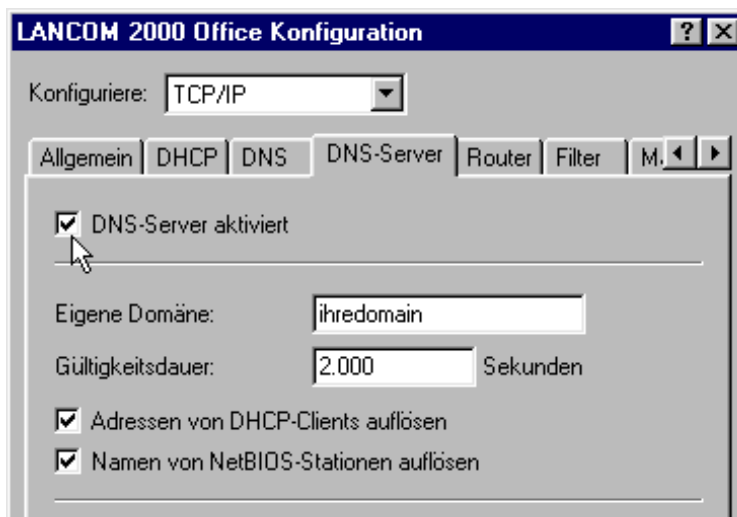 LANCOM 2000 Office Konfiguration
Konfiguriere: TCP/IP
Allgemein DHCP DNS DNS-Server Router Filter
DNS-Server aktiviert
Eigene Domäne: ihredomain
Gültigkeitsdauer: 2.000 Sekunden
Adressen von DHCP-Clients auflösen
Namen von NetBIOS-Stationen auflösen